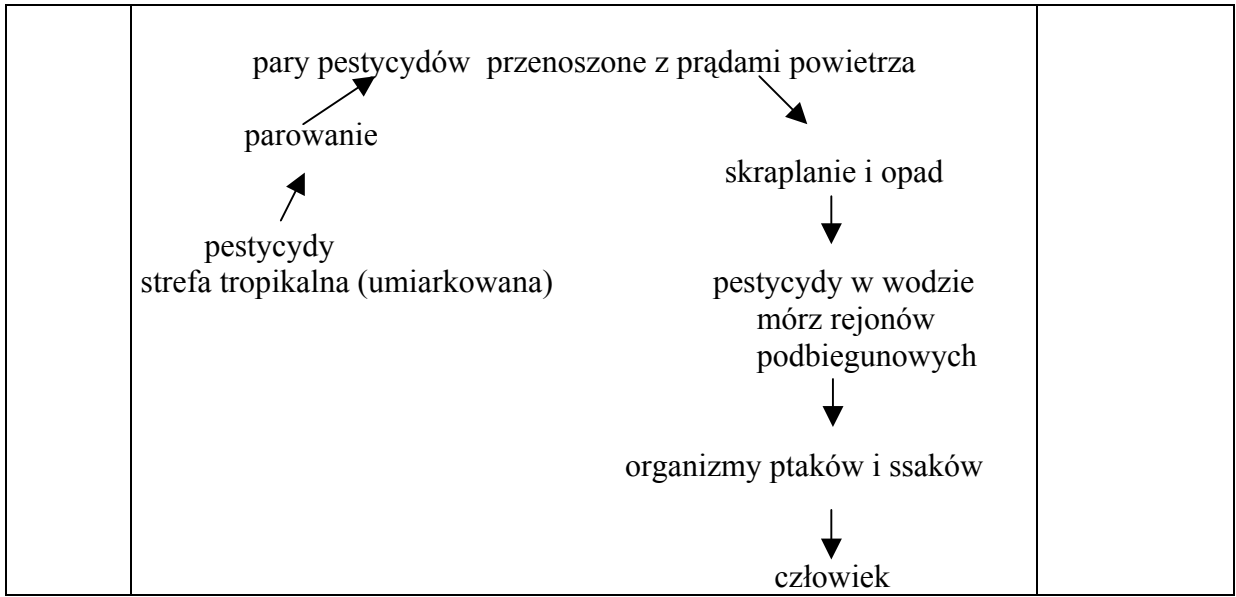 pary pestycydów przenoszone z prądami powietrza
parowanie
skraplanie i opad
pestycydy
strefa tropikalna (umiarkowana)
pestycydy w wodzie
mórz rejonów
podbiegunowych
organizmy ptaków i ssaków
człowiek